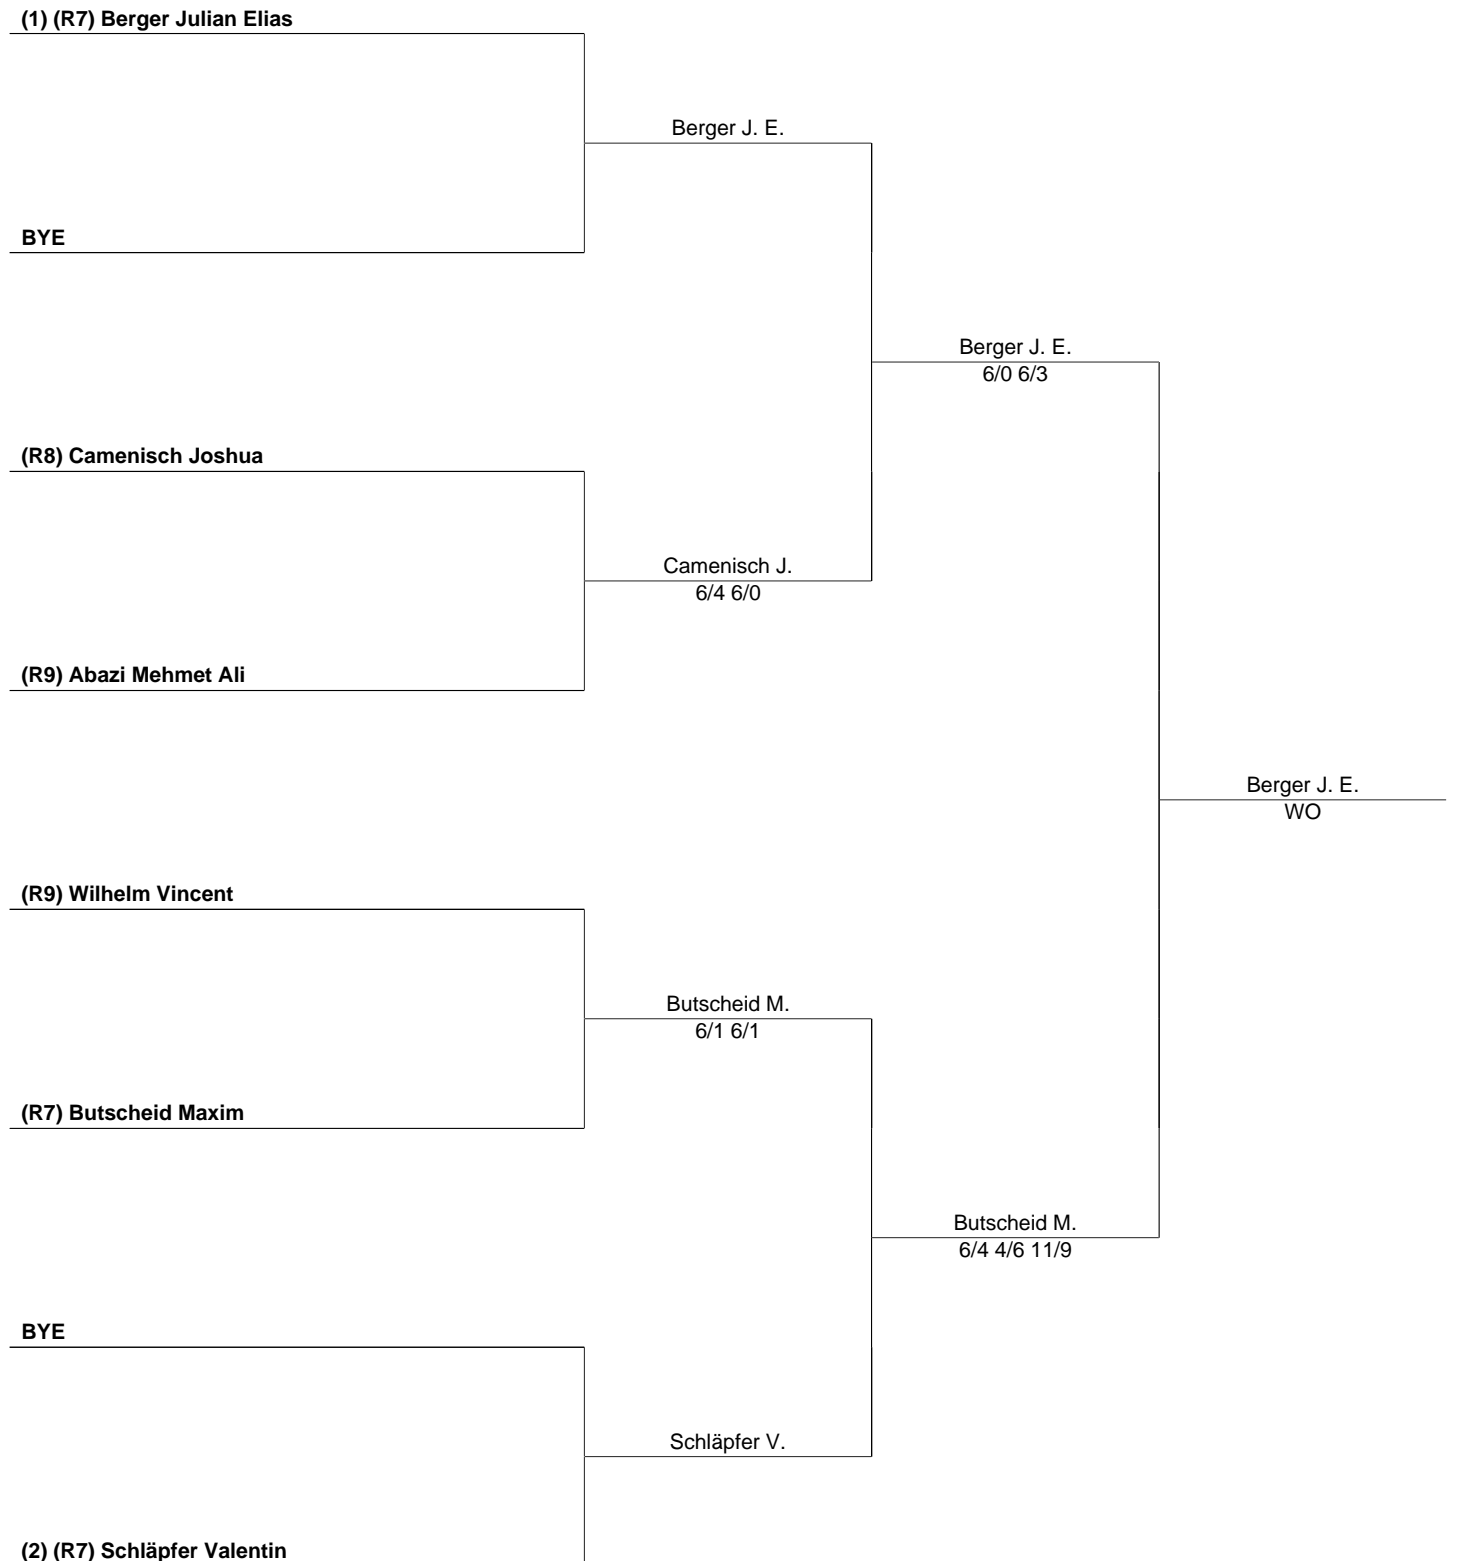 (1) (R7) Berger Julian Elias
Berger J. E.
BYE
Berger J. E.
6/0 6/3
(R8) Camenisch Joshua
Camenisch J.
6/4 6/0
(R9) Abazi Mehmet Ali
Berger J. E.
WO
(R9) Wilhelm Vincent
Butscheid M.
6/1 6/1
(R7) Butscheid Maxim
Butscheid M.
6/4 4/6 11/9
BYE
Schläpfer V.
(2) (R7) Schläpfer Valentin